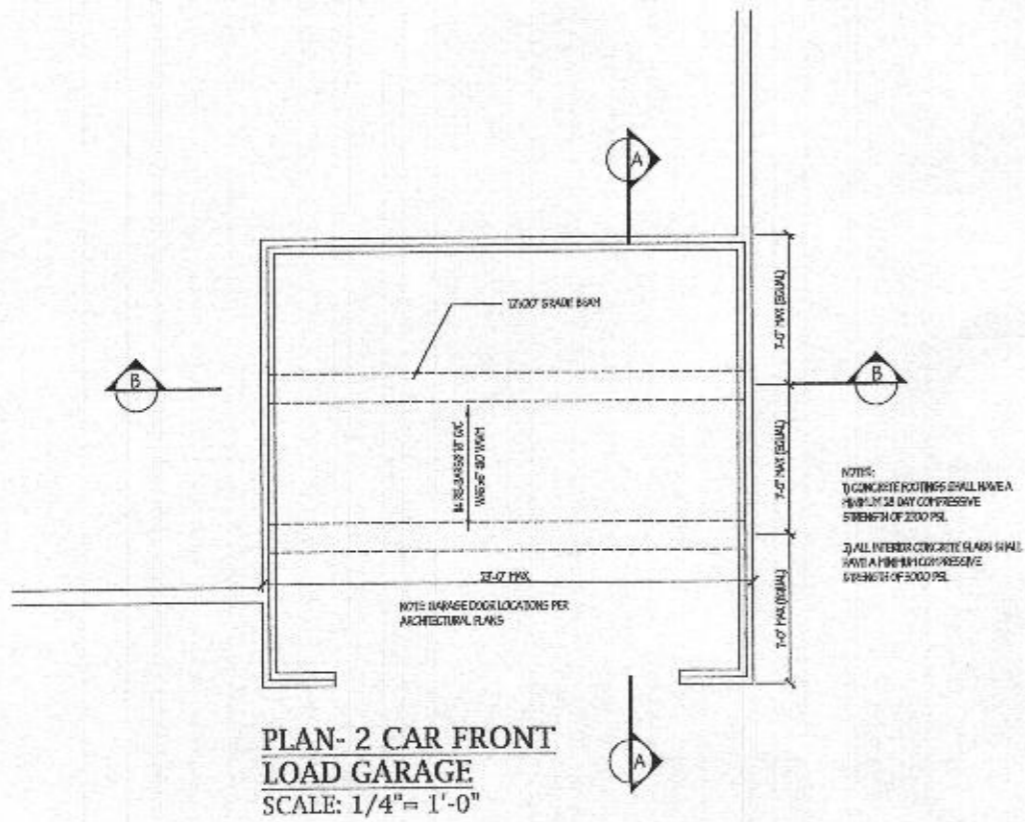 A
12"x20" GRADE BEAM
7'-0" MAX (EQUAL)
B
B
7'-0" MAX (EQUAL)
NOTES:
1) CONCRETE FOOTINGS SHALL HAVE A
MINIMUM 28 DAY COMPRESSIVE
STRENGTH OF PSI.
2) ALL INTERIOR CONCRETE SLABS SHALL
HAVE A MINIMUM COMPRESSIVE
STRENGTH OF 3000 PSI.
23'-0" MAX.
NOTE: GARAGE DOOR LOCATIONS PER
ARCHITECTURAL PLANS
7'-0" MAX (EQUAL)
A
PLAN- 2 CAR FRONT
LOAD GARAGE
SCALE: 1/4"= 1'-0"